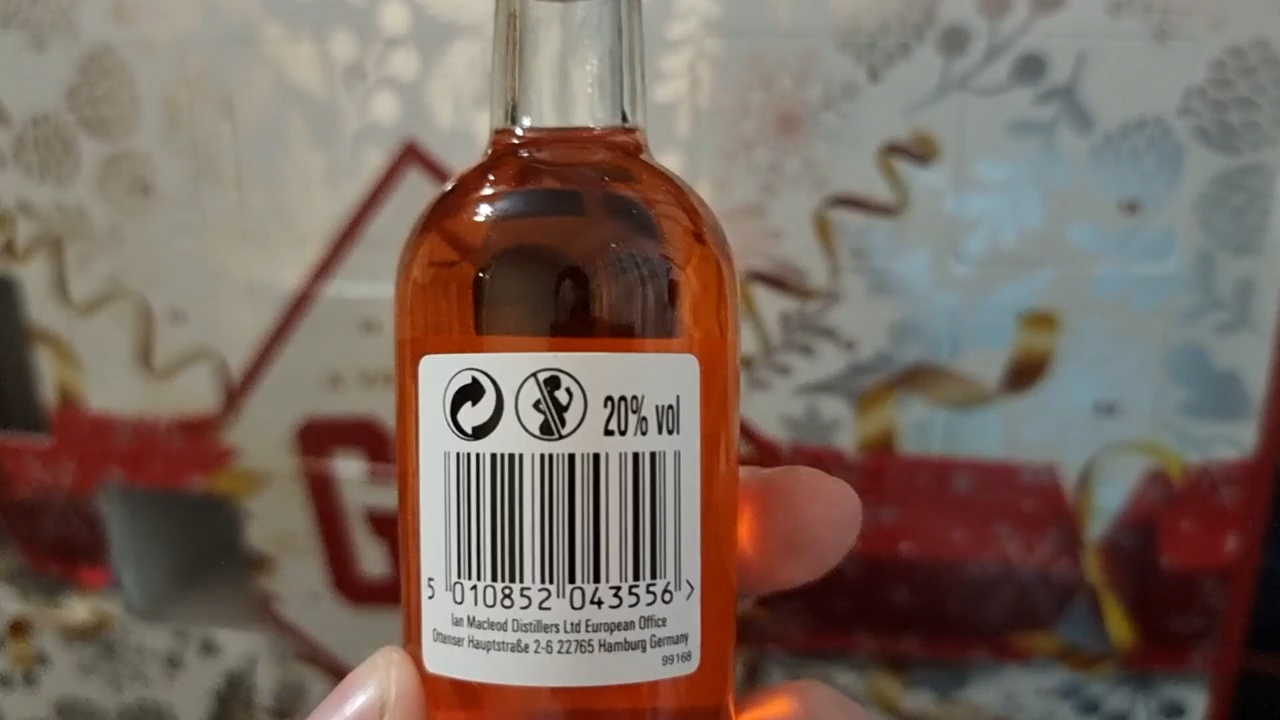 20% vol
5 010852 043556 >
Ian Macleod Distillers Ltd European Office
Ottenser Hauptstraße 2-6 22765 Hamburg Germany
99168
G